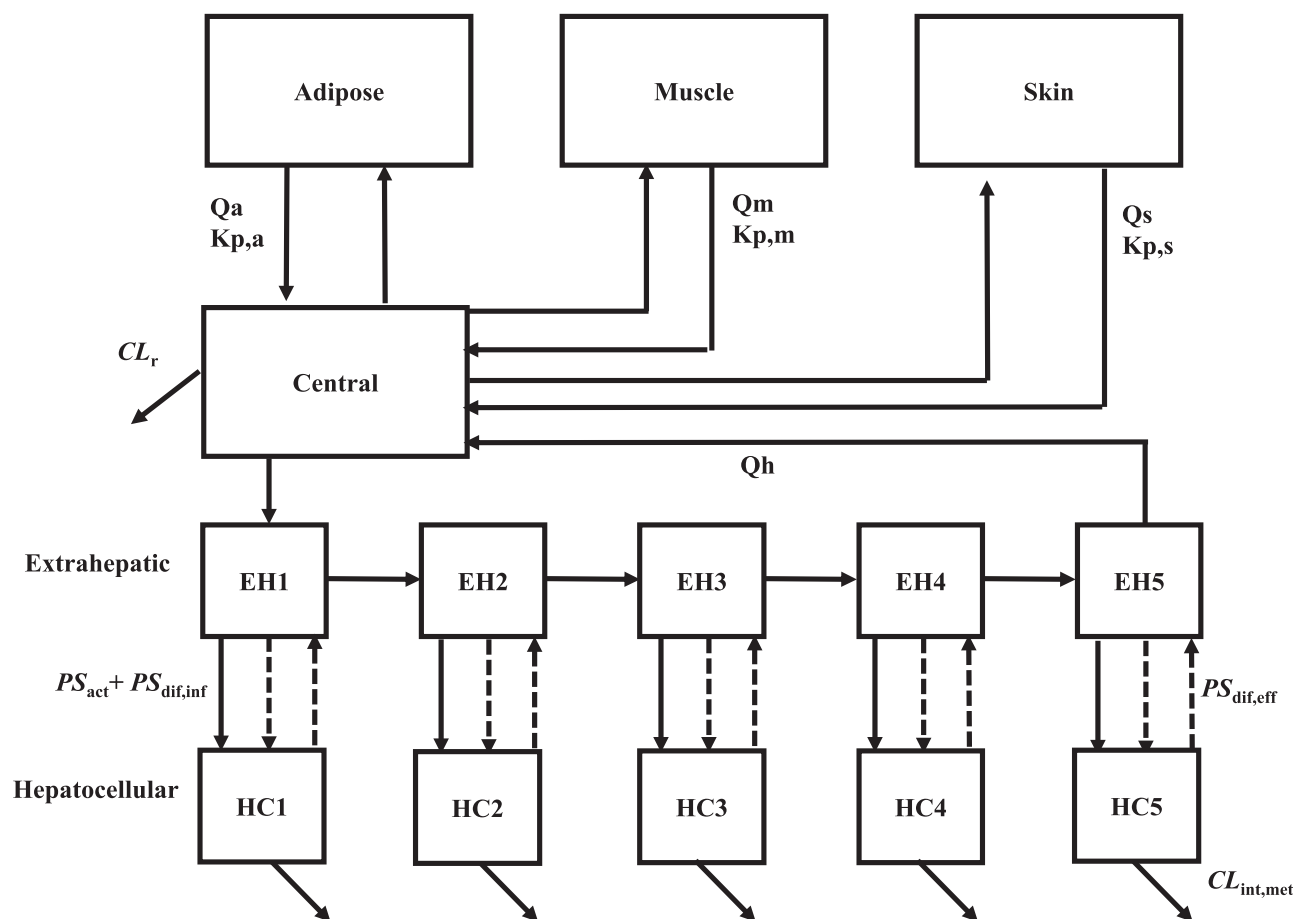 Adipose
Muscle
Skin
Qa
Kp,a
Qm
Kp,m
Qs
Kp,s
CLr
Central
Qh
Extrahepatic
EH1
EH2
EH3
EH4
EH5
PSact+ PSdif,inf
PSdif,eff
Hepatocellular
HC1
HC2
HC3
HC4
HC5
CLint,met